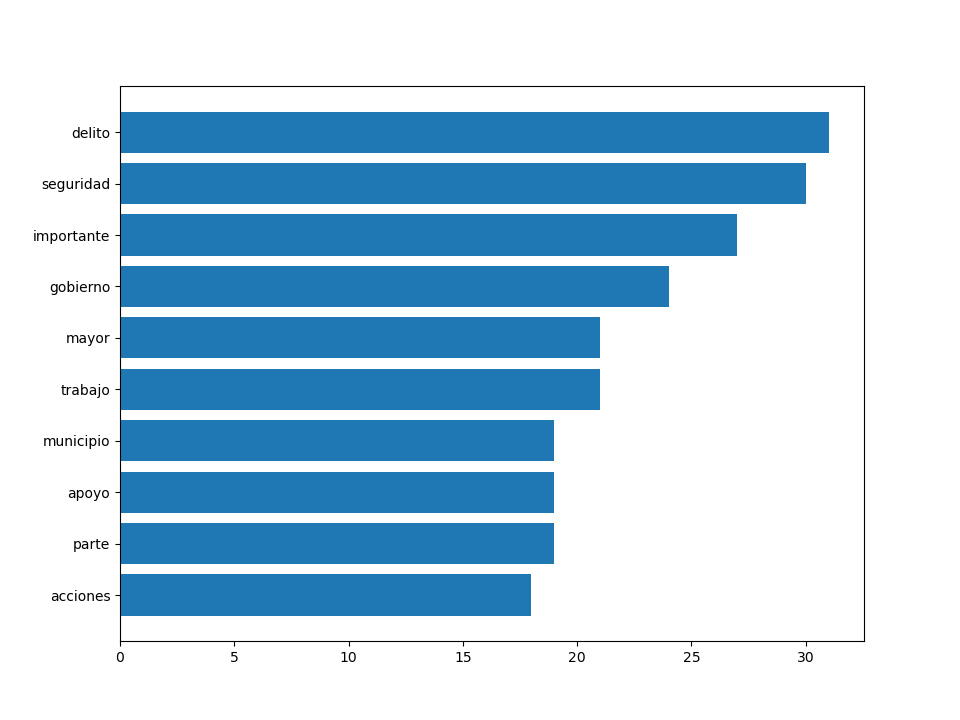 delito
seguridad
importante
gobierno
mayor
trabajo
municipio
apoyo
parte
acciones
0 5 10 15 20 25 30